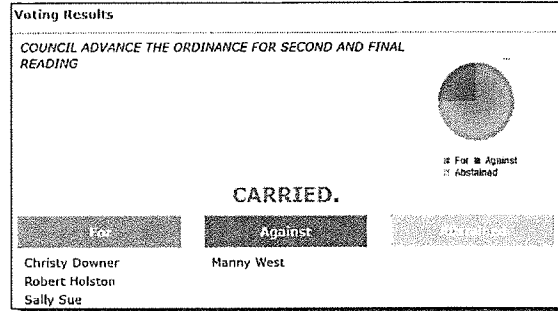 Voting Results
COUNCIL ADVANCE THE ORDINANCE FOR SECOND AND FINAL
READING
For Against
Abstained
CARRIED.
For Against Abstained
Christy Downer Manny West
Robert Holston
Sally Sue